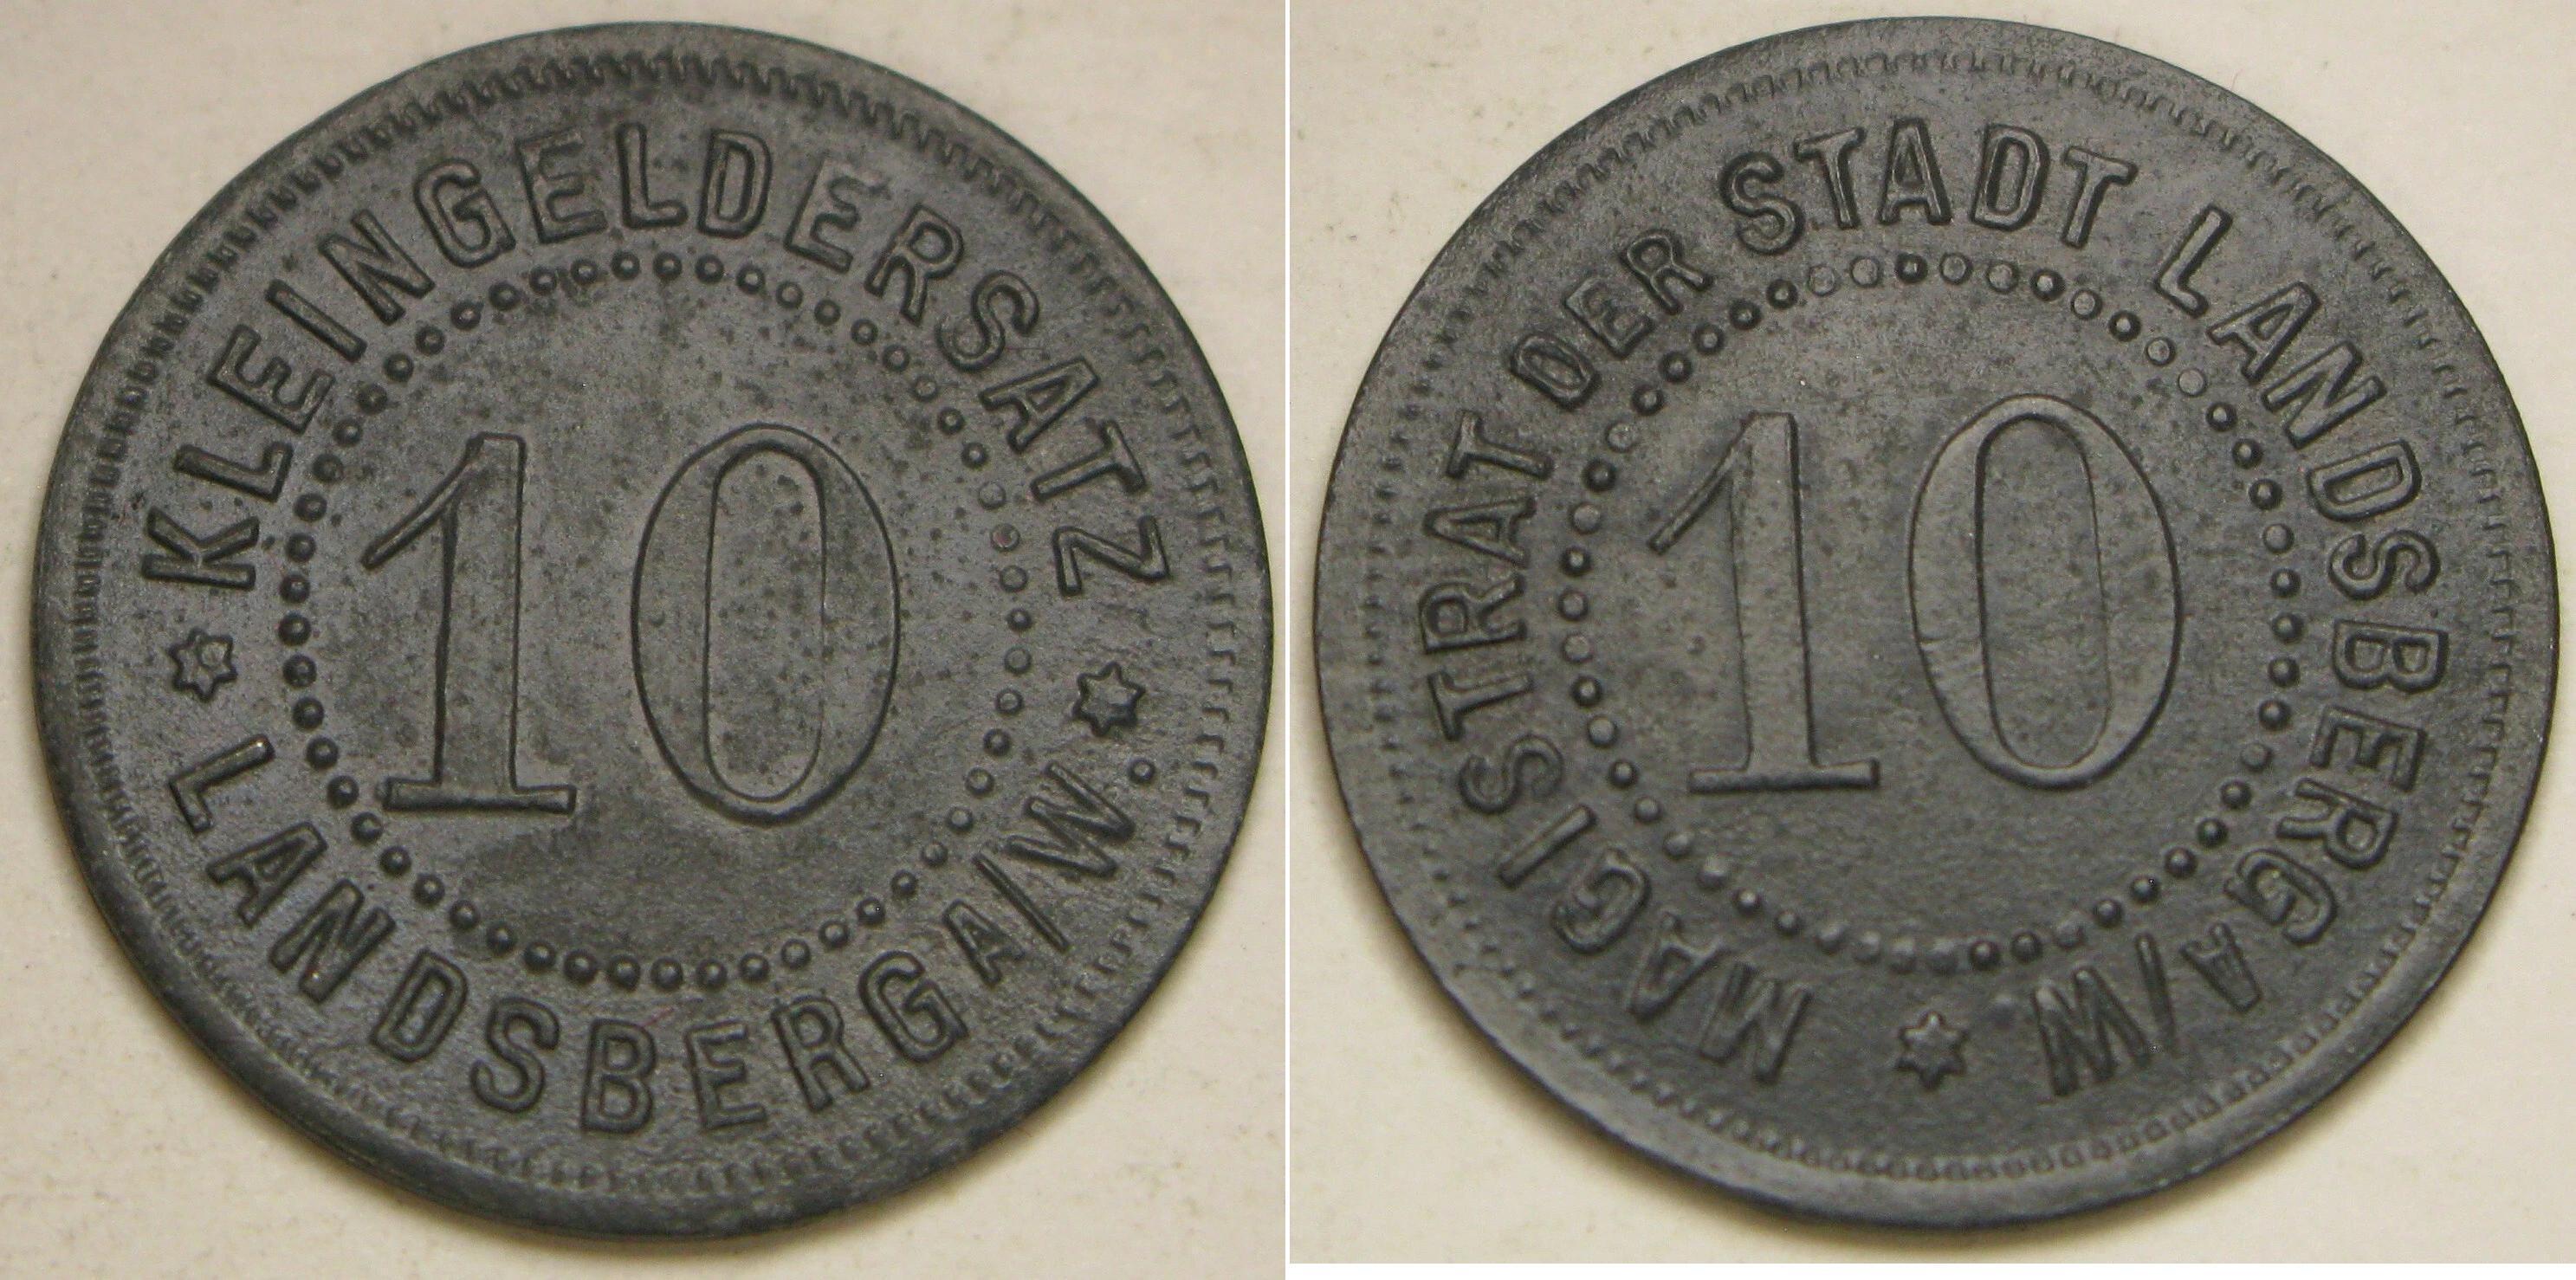 KLEINGELDERSATZ
10
LANDSBERG A/W.
MAGISTRAT DER STADT LANDSBERG A/W
10